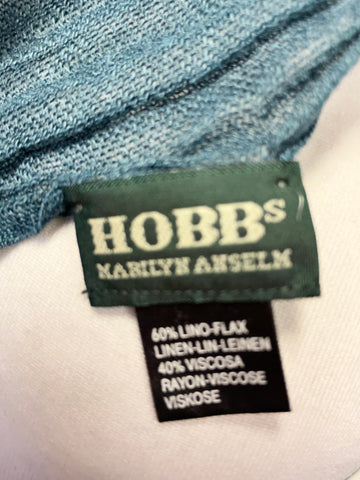 HOBBS
MARILYN ANSELM
60% LINO-FLAX
LINEN-LIN-LEINEN
40% VISCOSA
RAYON-VISCOSE
VISKOSE